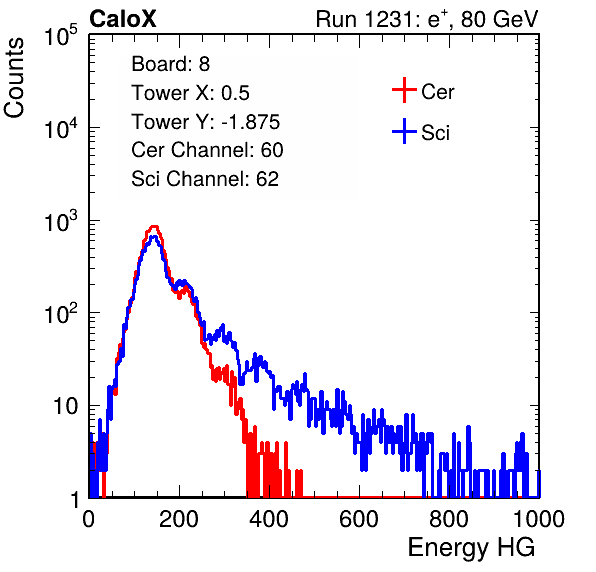 CaloX Run 1231: e⁺, 80 GeV
Counts
10⁵
10⁴
10³
10²
10
1
Board: 8
Tower X: 0.5
Tower Y: -1.875
Cer Channel: 60
Sci Channel: 62
Cer
Sci
0 200 400 600 800 1000
Energy HG